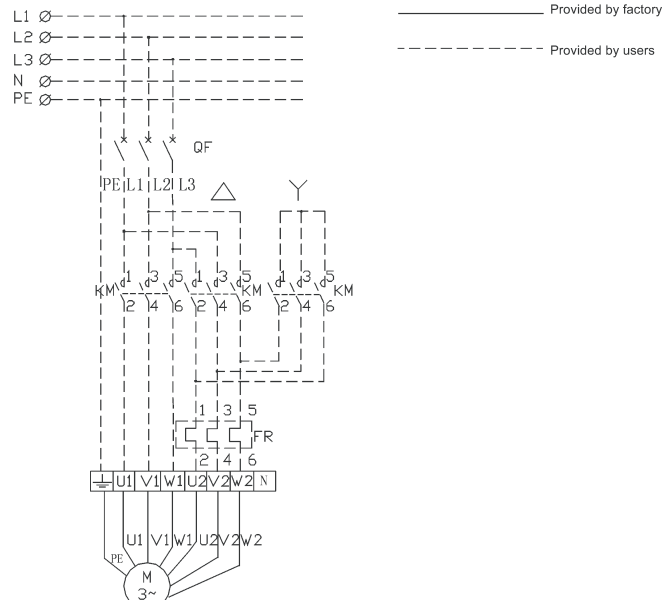 L1
Provided by factory
L2
L3
Provided by users
N
PE
QF
PE L1 L2 L3
1 3 5 1 3 5 1 3 5
KM KM KM
2 4 6 2 4 6 2 4 6
1 3 5
FR
2 4 6
U1 V1 W1 U2 V2 W2 N
U1 V1 W1 U2 V2 W2
PE
M
3~